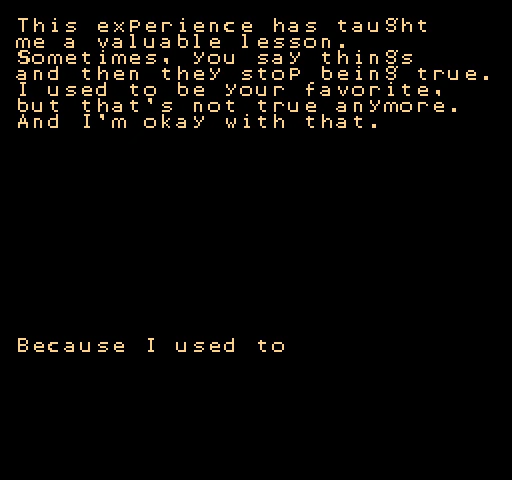 This experience has taught
me a valuable lesson.
Sometimes, you say things
and then they stop being true.
I used to be your favorite,
but that's not true anymore.
And I'm okay with that.
Because I used to